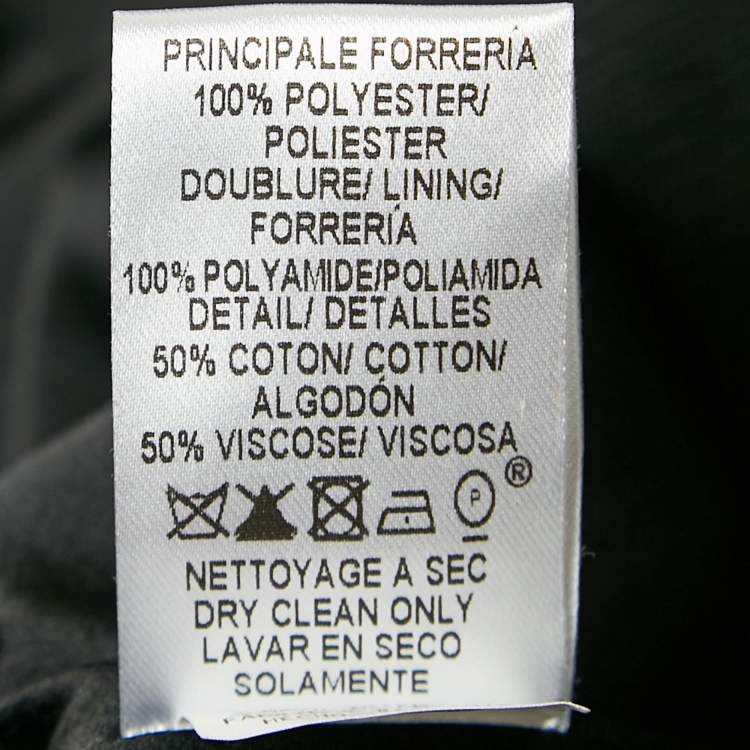 PRINCIPALE FORRERÍA
100% POLYESTER/
POLIESTER
DOUBLURE/ LINING/
FORRERÍA
100% POLYAMIDE/POLIAMIDA
DETAIL/ DETALLES
50% COTON/ COTTON/
ALGODÓN
50% VISCOSE/ VISCOSA
P ®
NETTOYAGE A SEC
DRY CLEAN ONLY
LAVAR EN SECO
SOLAMENTE